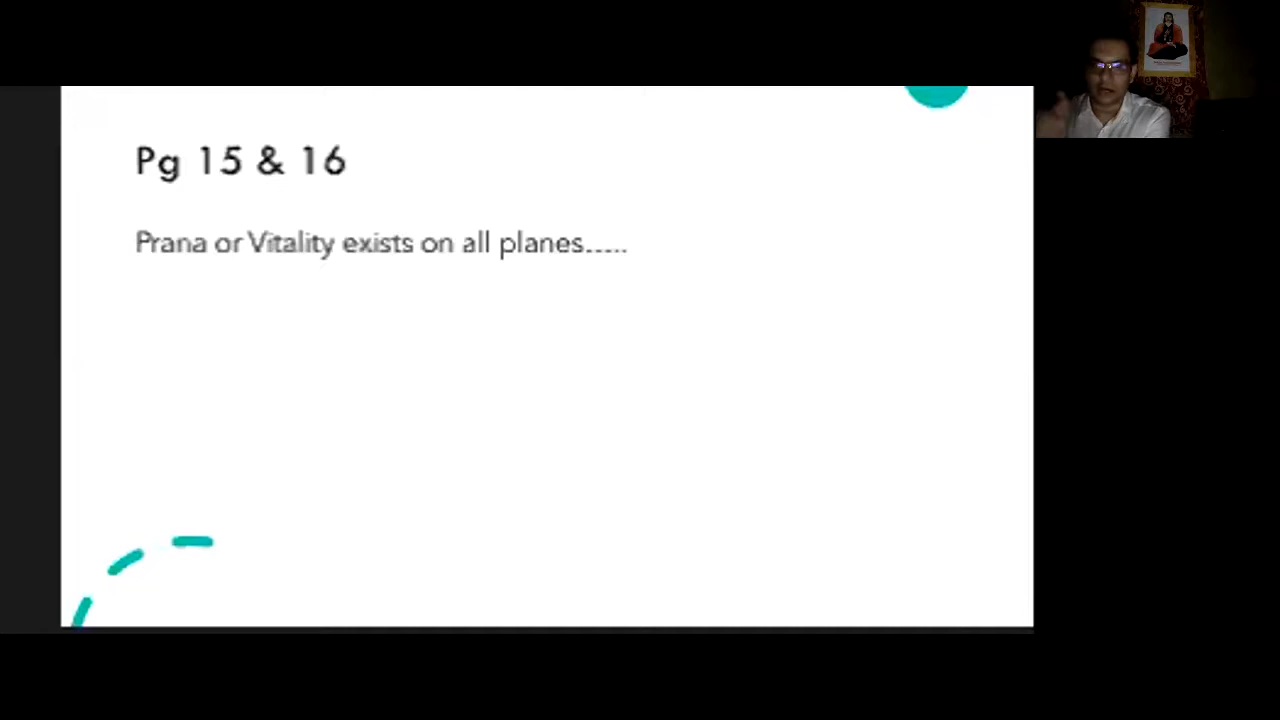 Pg 15 & 16
Prana or Vitality exists on all planes.....